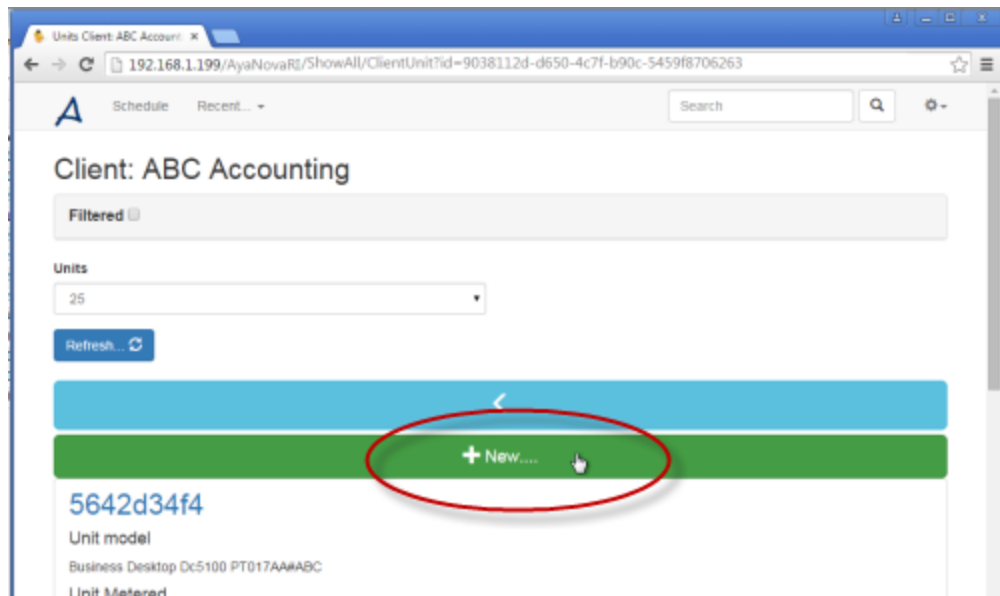 Units Client: ABC Account
192.168.1.199/AyaNovaRI/ShowAll/ClientUnit?id=9038112d-d650-4c7f-b90c-5459f8706263
A Schedule Recent... Search
Client: ABC Accounting
Filtered
Units
25
Refresh...
New....
5642d34f4
Unit model
Business Desktop Dc5100 PT017AA#ABC
Unit Metered